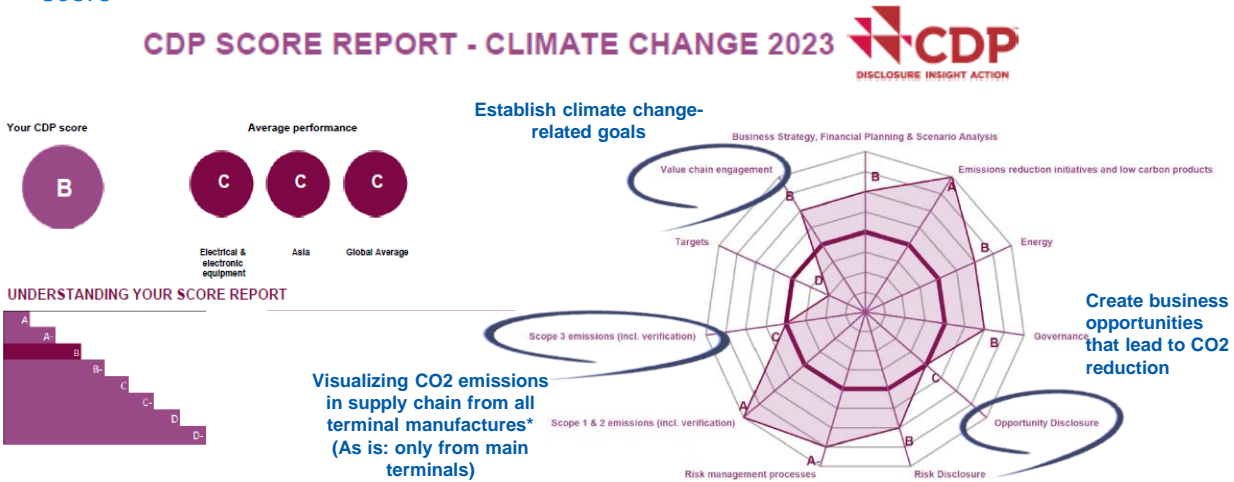 CDP SCORE REPORT - CLIMATE CHANGE 2023
CDP
DISCLOSURE INSIGHT ACTION
Your CDP score
B
Average performance
C
C
C
Electrical &
electronic
equipment
Asia
Global Average
UNDERSTANDING YOUR SCORE REPORT
A
A-
B
B-
C
C-
D
D-
Establish climate change-
related goals
Business Strategy, Financial Planning & Scenario Analysis
Value chain engagement
Emissions reduction initiatives and low carbon products
B
A
B
Targets
B
Energy
D
Scope 3 emissions (incl. verification)
C
B
Governance
C
Create business
opportunities
that lead to CO2
reduction
Visualizing CO2 emissions
in supply chain from all
terminal manufactures*
(As is: only from main
terminals)
A
Scope 1 & 2 emissions (incl. verification)
Opportunity Disclosure
B
A-
Risk management processes
Risk Disclosure